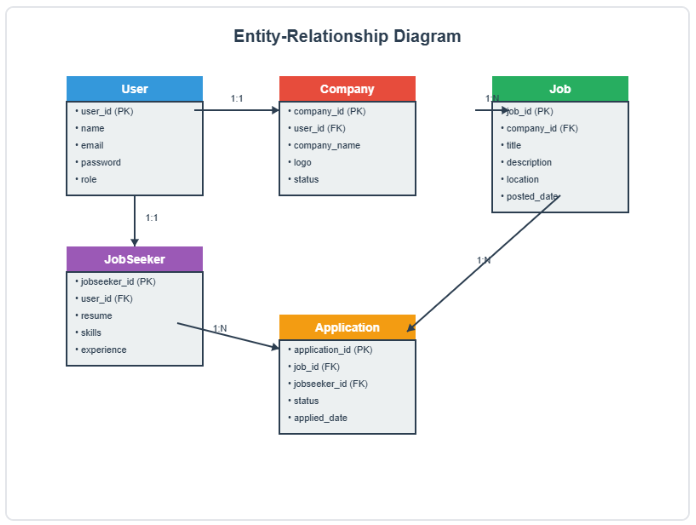 Entity-Relationship Diagram
User
• user_id (PK)
• name
• email
• password
• role
1:1
Company
• company_id (PK)
• user_id (FK)
• company_name
• logo
• status
1:N
Job
• job_id (PK)
• company_id (FK)
• title
• description
• location
• posted_date
1:1
JobSeeker
• jobseeker_id (PK)
• user_id (FK)
• resume
• skills
• experience
1:N
1:N
Application
• application_id (PK)
• job_id (FK)
• jobseeker_id (FK)
• status
• applied_date